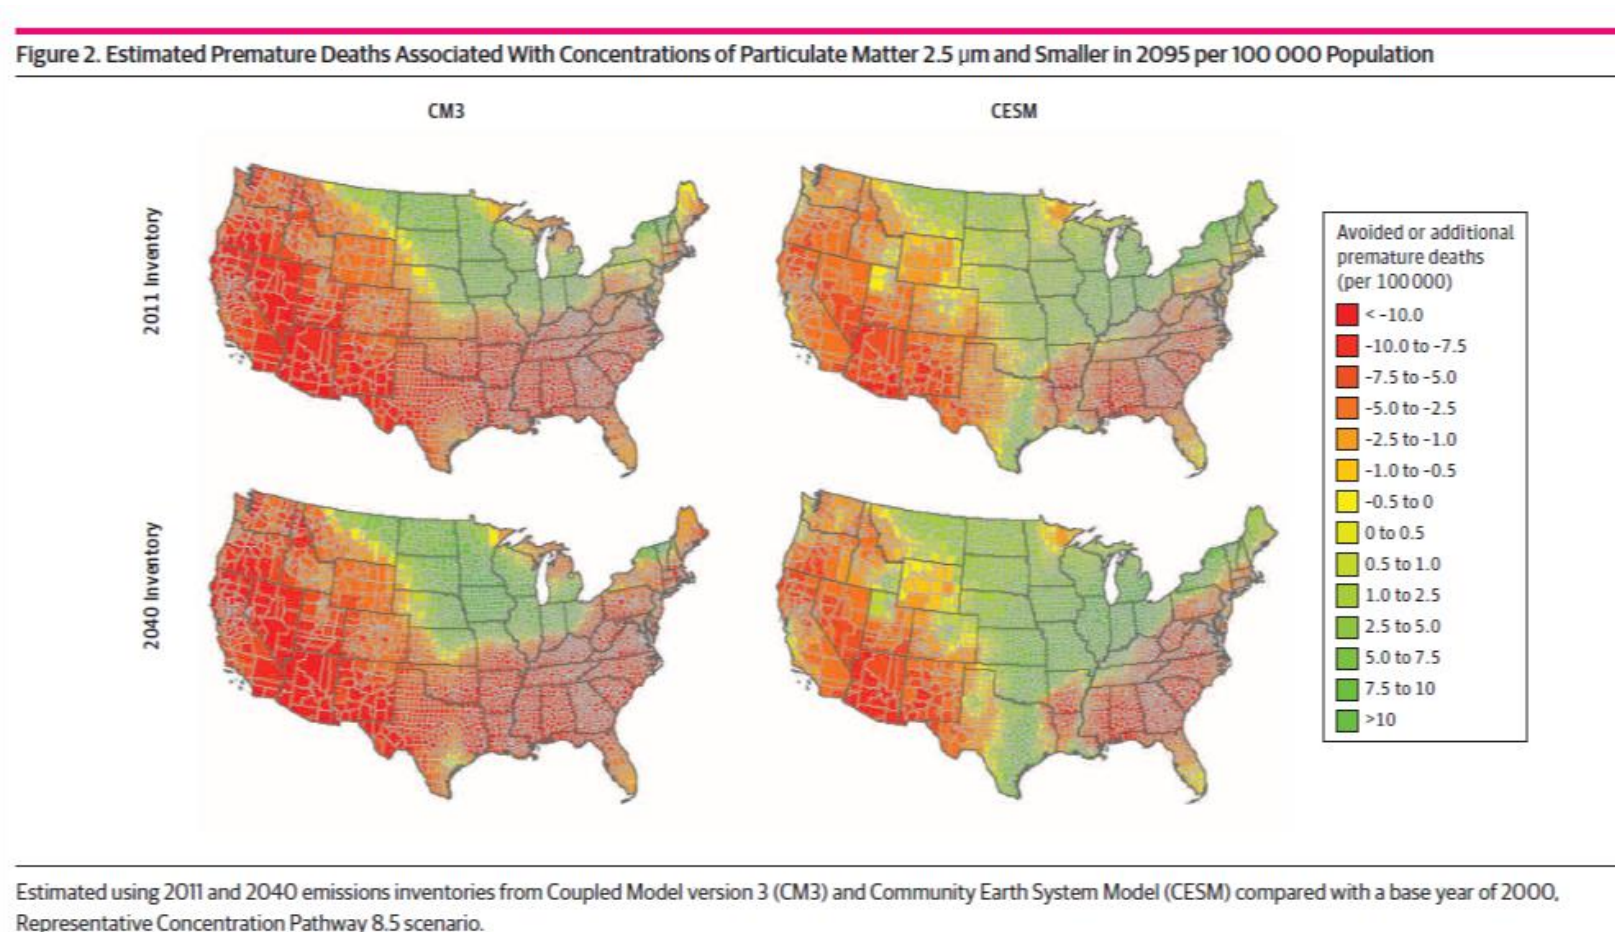 Figure 2. Estimated Premature Deaths Associated With Concentrations of Particulate Matter 2.5 µm and Smaller in 2095 per 100 000 Population
CM3
CESM
2011 Inventory
2040 Inventory
Avoided or additional
premature deaths
(per 100 000)
< -10.0
-10.0 to -7.5
-7.5 to -5.0
-5.0 to -2.5
-2.5 to -1.0
-1.0 to -0.5
-0.5 to 0
0 to 0.5
0.5 to 1.0
1.0 to 2.5
2.5 to 5.0
5.0 to 7.5
7.5 to 10
>10
Estimated using 2011 and 2040 emissions inventories from Coupled Model version 3 (CM3) and Community Earth System Model (CESM) compared with a base year of 2000,
Representative Concentration Pathway 8.5 scenario.